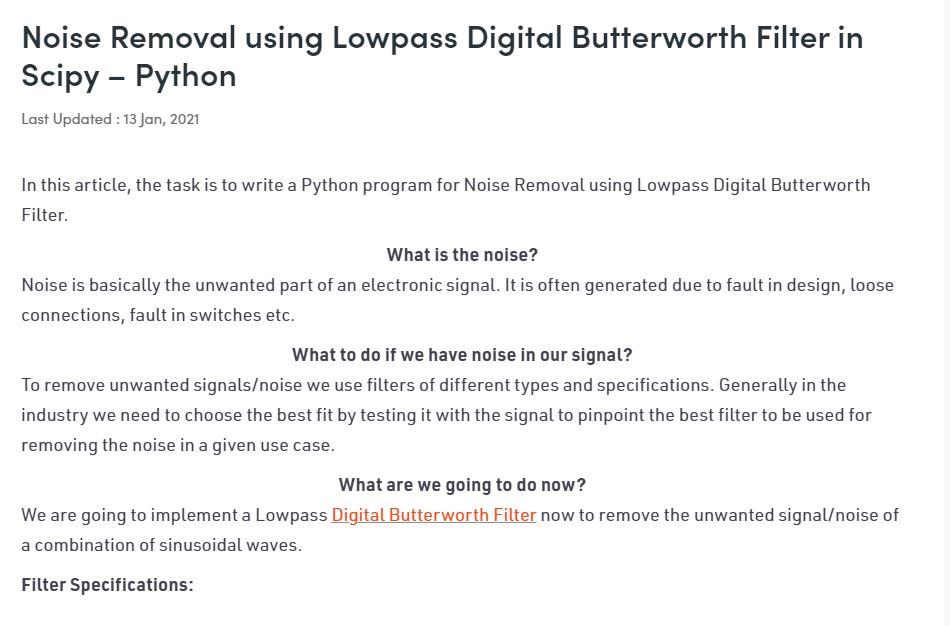 Noise Removal using Lowpass Digital Butterworth Filter in
Scipy – Python
Last Updated : 13 Jan, 2021
In this article, the task is to write a Python program for Noise Removal using Lowpass Digital Butterworth
Filter.
What is the noise?
Noise is basically the unwanted part of an electronic signal. It is often generated due to fault in design, loose
connections, fault in switches etc.
What to do if we have noise in our signal?
To remove unwanted signals/noise we use filters of different types and specifications. Generally in the
industry we need to choose the best fit by testing it with the signal to pinpoint the best filter to be used for
removing the noise in a given use case.
What are we going to do now?
We are going to implement a Lowpass Digital Butterworth Filter now to remove the unwanted signal/noise of
a combination of sinusoidal waves.
Filter Specifications: